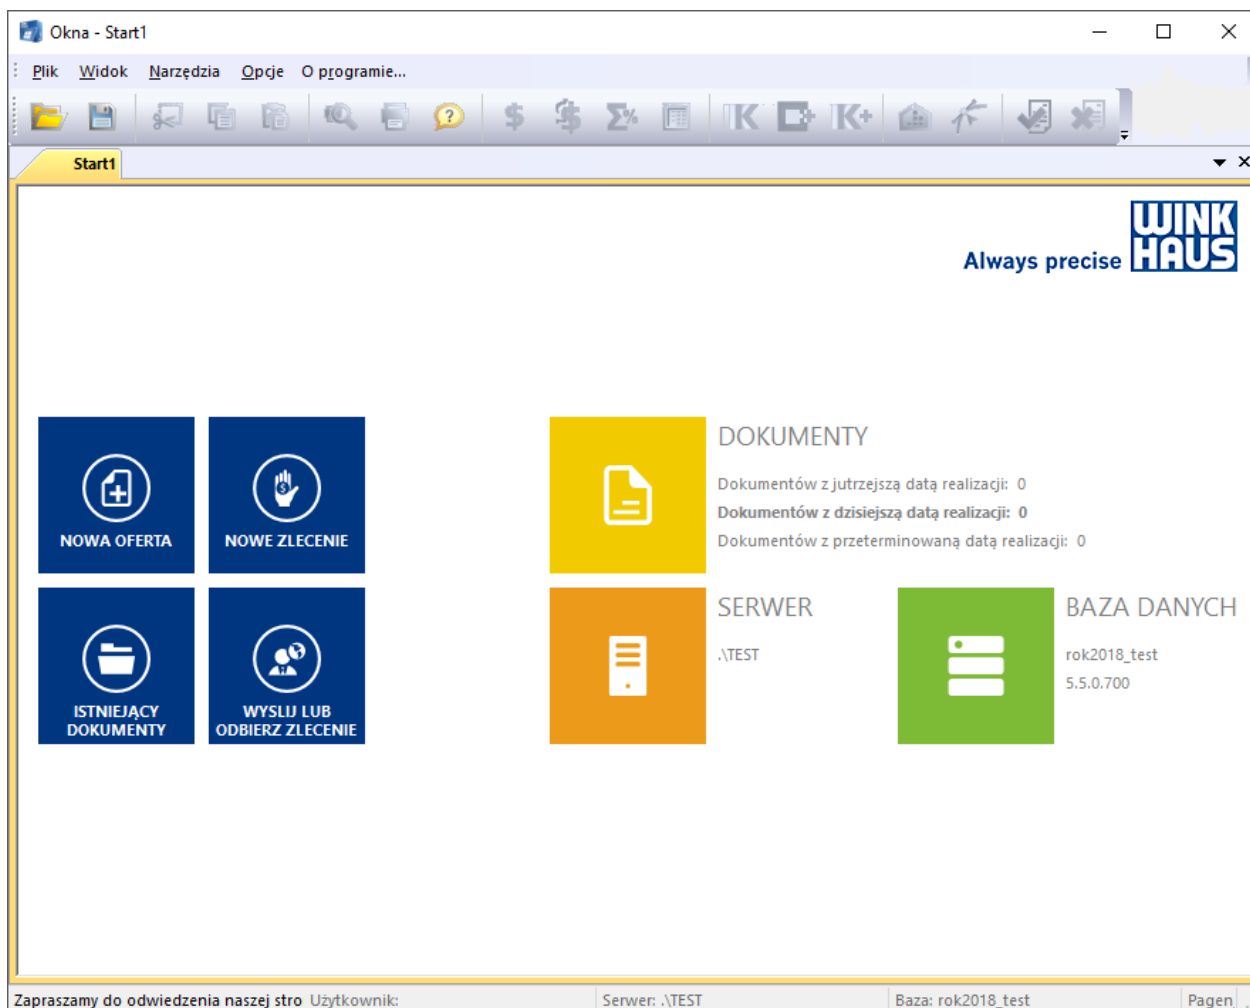 Okna - Start1
Plik Widok Narzędzia Opcje O programie...
Start1
WINK
HAUS
Always precise
NOWA OFERTA
NOWE ZLECENIE
ISTNIEJĄCY
DOKUMENTY
WYSLIJ LUB
ODBIERZ ZLECENIE
DOKUMENTY
Dokumentów z jutrzejszą datą realizacji: 0
Dokumentów z dzisiejszą datą realizacji: 0
Dokumentów z przeterminowaną datą realizacji: 0
SERWER
.\TEST
BAZA DANYCH
rok2018_test
5.5.0.700
Zapraszamy do odwiedzenia naszej stro Użytkownik: Serwer: .\TEST Baza: rok2018_test Pagen